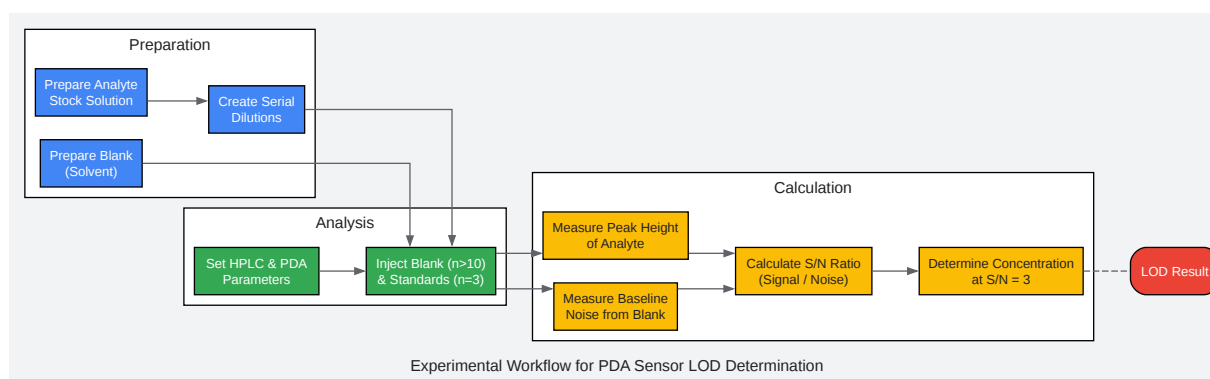 Preparation
Prepare Analyte
Stock Solution
Create Serial
Dilutions
Prepare Blank
(Solvent)
Analysis
Set HPLC & PDA
Parameters
Inject Blank (n>10)
& Standards (n=3)
Calculation
Measure Peak Height
of Analyte
Measure Baseline
Noise from Blank
Calculate S/N Ratio
(Signal / Noise)
Determine Concentration
at S/N = 3
LOD Result
Experimental Workflow for PDA Sensor LOD Determination